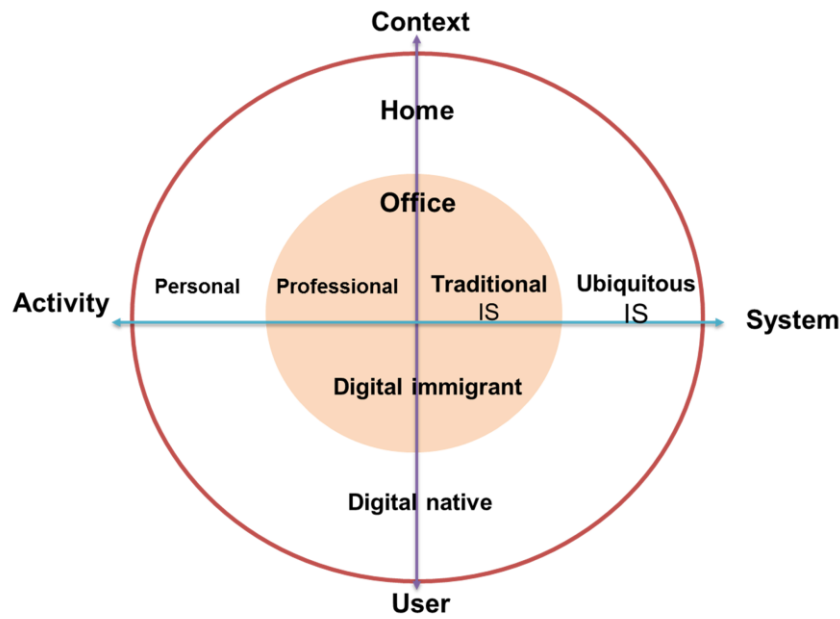 Context
Home
Office
Personal
Professional
Traditional
IS
Ubiquitous
IS
Activity
System
Digital immigrant
Digital native
User